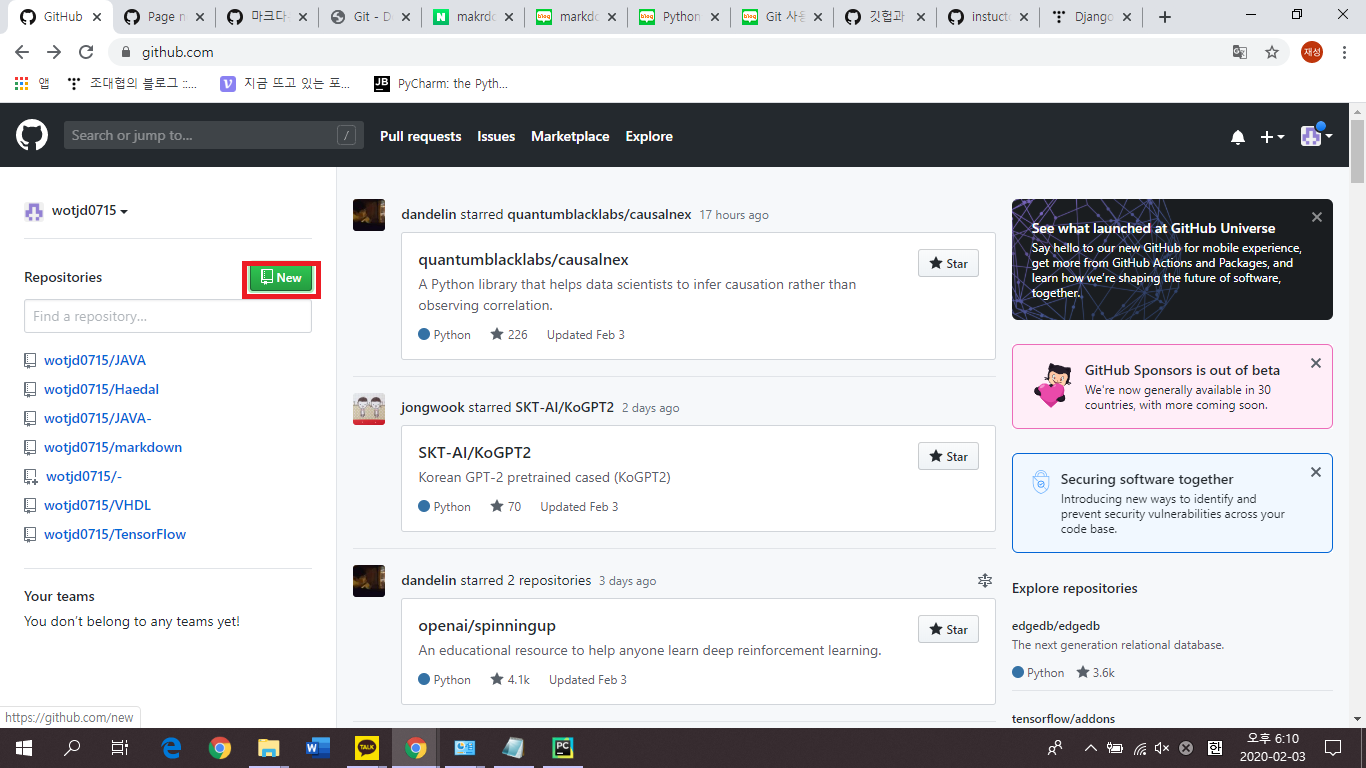 GitHub
Page n
마크다
Git - D
makrdo
markdo
Python
Git 사용
깃헙과
instucto
Django
github.com
재성
앱
조대협의 블로그 ::...
지금 뜨고 있는 포...
PyCharm: the Pyth...
Search or jump to...
/
Pull requests
Issues
Marketplace
Explore
wotjd0715
Repositories
New
Find a repository...
wotjd0715/JAVA
wotjd0715/Haedal
wotjd0715/JAVA-
wotjd0715/markdown
wotjd0715/-
wotjd0715/VHDL
wotjd0715/TensorFlow
Your teams
You don't belong to any teams yet!
https://github.com/new
dandelin starred quantumblacklabs/causalnex 17 hours ago
quantumblacklabs/causalnex
Star
A Python library that helps data scientists to infer causation rather than
observing correlation.
Python 226 Updated Feb 3
jongwook starred SKT-AI/KoGPT2 2 days ago
SKT-AI/KoGPT2
Star
Korean GPT-2 pretrained cased (KoGPT2)
Python 70 Updated Feb 3
dandelin starred 2 repositories 3 days ago
openai/spinningup
Star
An educational resource to help anyone learn deep reinforcement learning.
Python 4.1k Updated Feb 3
See what launched at GitHub Universe
Say hello to our new GitHub for mobile experience,
get more from GitHub Actions and Packages, and
learn how we're shaping the future of software,
together.
GitHub Sponsors is out of beta
We're now generally available in 30
countries, with more coming soon.
Securing software together
Introducing new ways to identify and
prevent security vulnerabilities across your
code base.
Explore repositories
edgedb/edgedb
The next generation relational database.
Python 3.6k
tensorflow/addons
TALK
PC
한
오후 6:10
2020-02-03